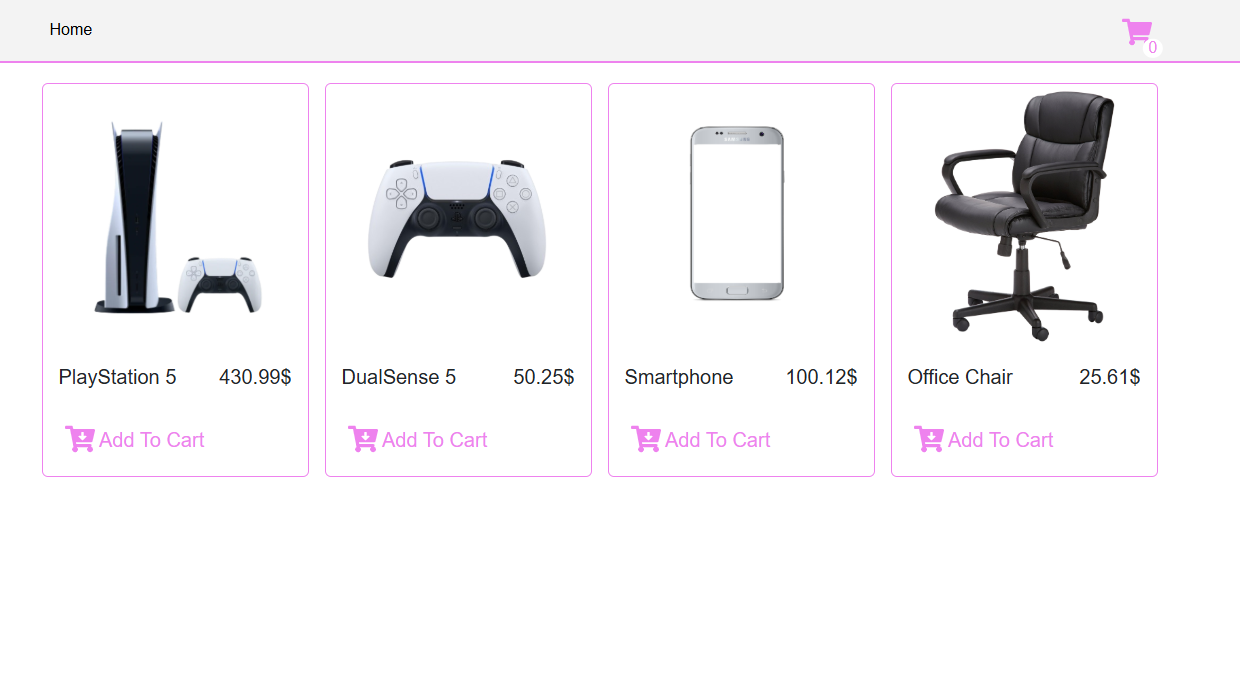 Home
0
PlayStation 5 430.99$
DualSense 5 50.25$
Smartphone 100.12$
Office Chair 25.61$
Add To Cart
Add To Cart
Add To Cart
Add To Cart